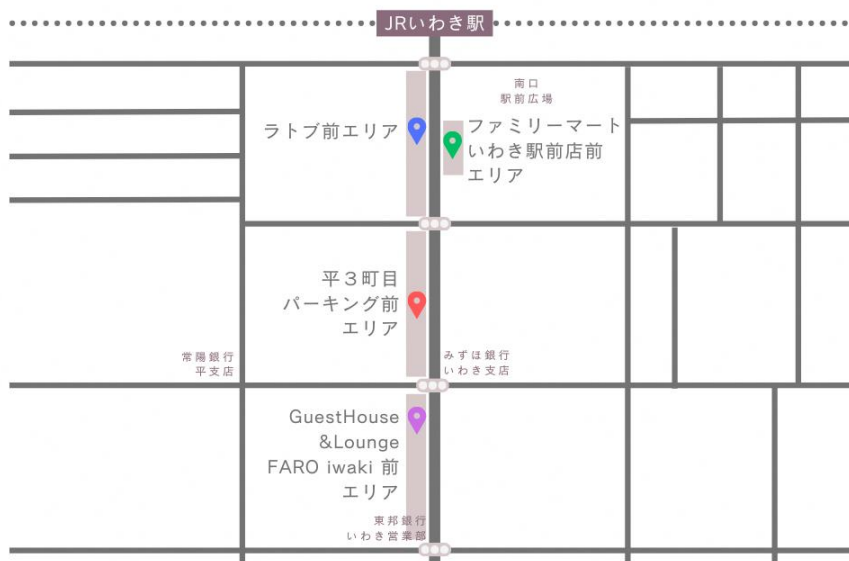 JRいわき駅
南口
駅前広場
ラトブ前エリア
ファミリーマート
いわき駅前店前
エリア
平３町目
パーキング前
エリア
常陽銀行
平支店
みずほ銀行
いわき支店
GuestHouse
&Lounge
FARO iwaki 前
エリア
東邦銀行
いわき営業部